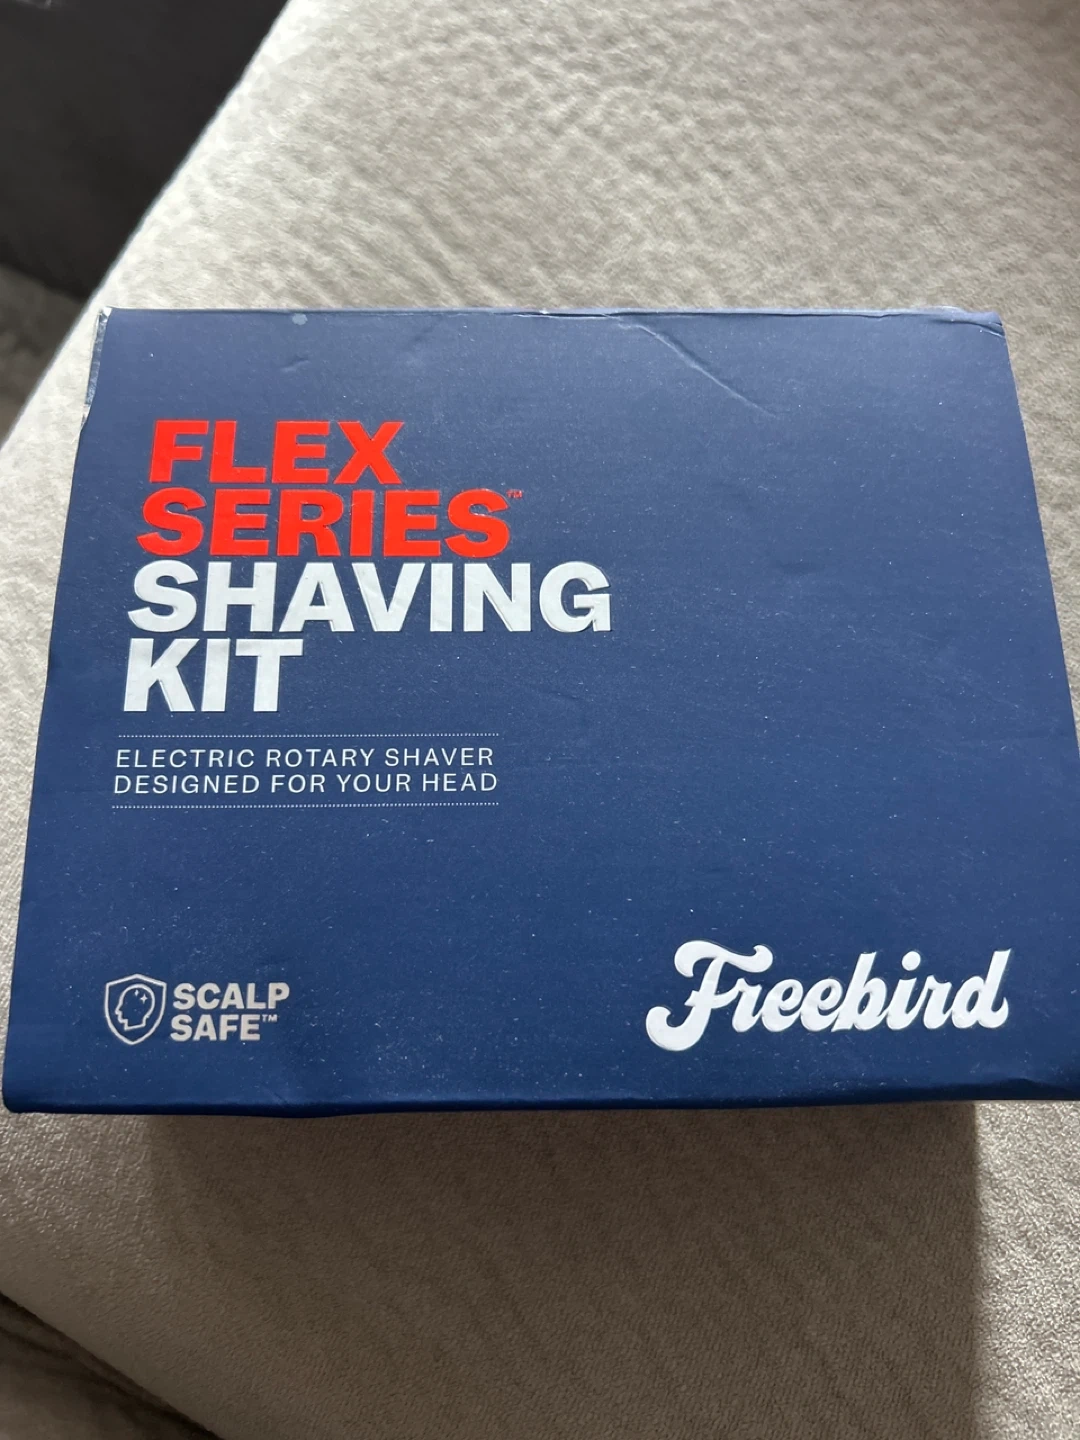 FLEX
SERIES™
SHAVING
KIT
ELECTRIC ROTARY SHAVER
DESIGNED FOR YOUR HEAD
SCALP
SAFE™
Freebird